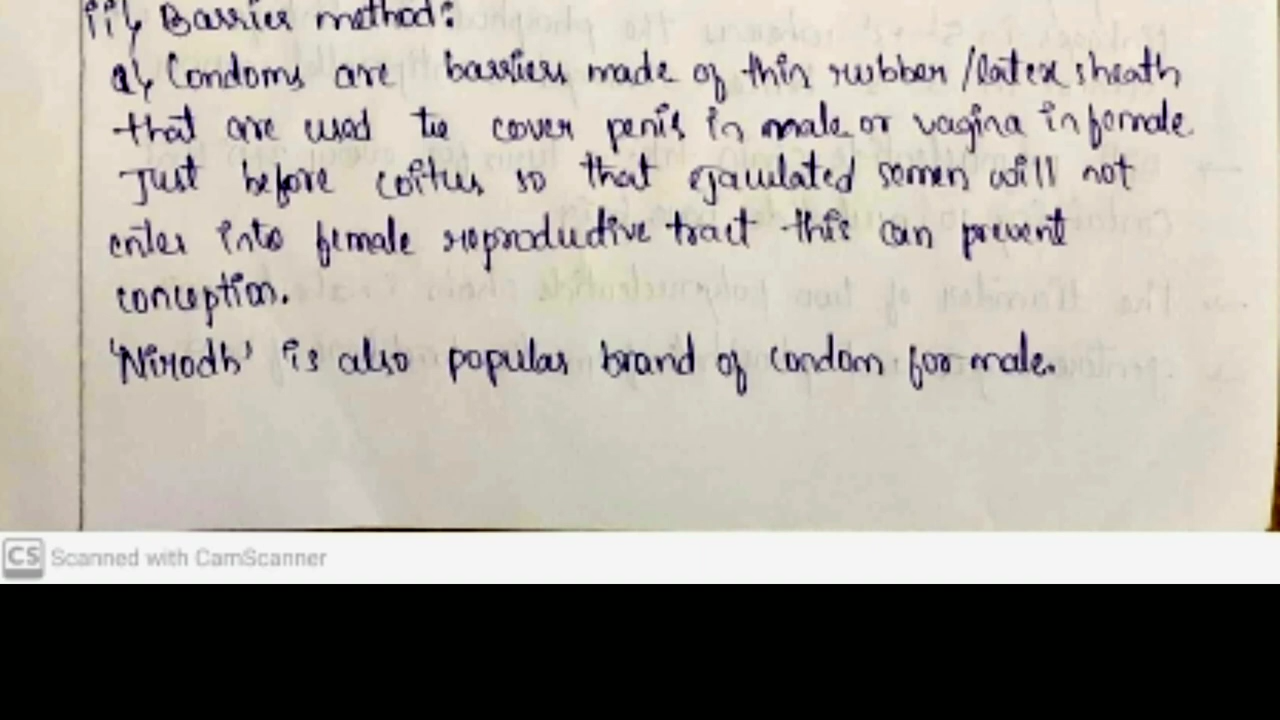 ii) Barrier method:
a) Condoms are barriers made of thin rubber/latex sheath
that are used to cover penis in male or vagina in female
Just before coitus so that ejaculated semen will not
enter into female reproductive tract this can prevent
conception.
'Nirodh' is also popular brand of condom for male.
CS Scanned with CamScanner